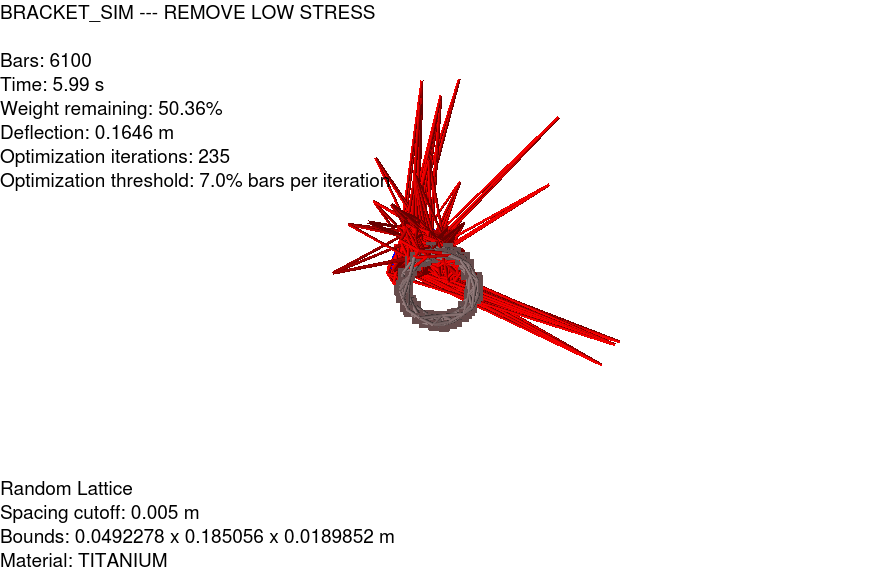 BRACKET_SIM --- REMOVE LOW STRESS
Bars: 6100
Time: 5.99 s
Weight remaining: 50.36%
Deflection: 0.1646 m
Optimization iterations: 235
Optimization threshold: 7.0% bars per iteration
Random Lattice
Spacing cutoff: 0.005 m
Bounds: 0.0492278 x 0.185056 x 0.0189852 m
Material: TITANIUM